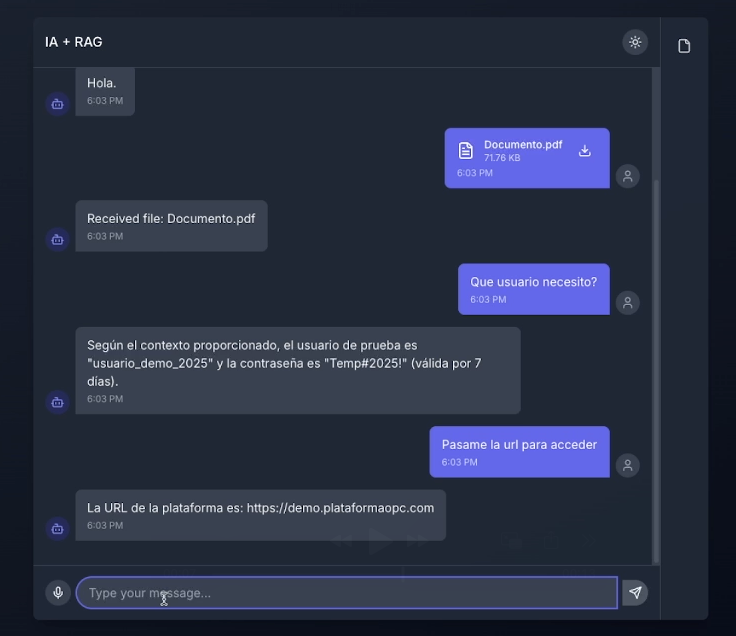 IA + RAG
Hola.
6:03 PM
Documento.pdf
71.76 KB
6:03 PM
Received file: Documento.pdf
6:03 PM
Que usuario necesito?
6:03 PM
Según el contexto proporcionado, el usuario de prueba es
"usuario_demo_2025" y la contraseña es "Temp#2025!" (válida por 7
días).
6:03 PM
Pasame la url para acceder
6:03 PM
La URL de la plataforma es: https://demo.plataformaopc.com
6:03 PM
Type your message...